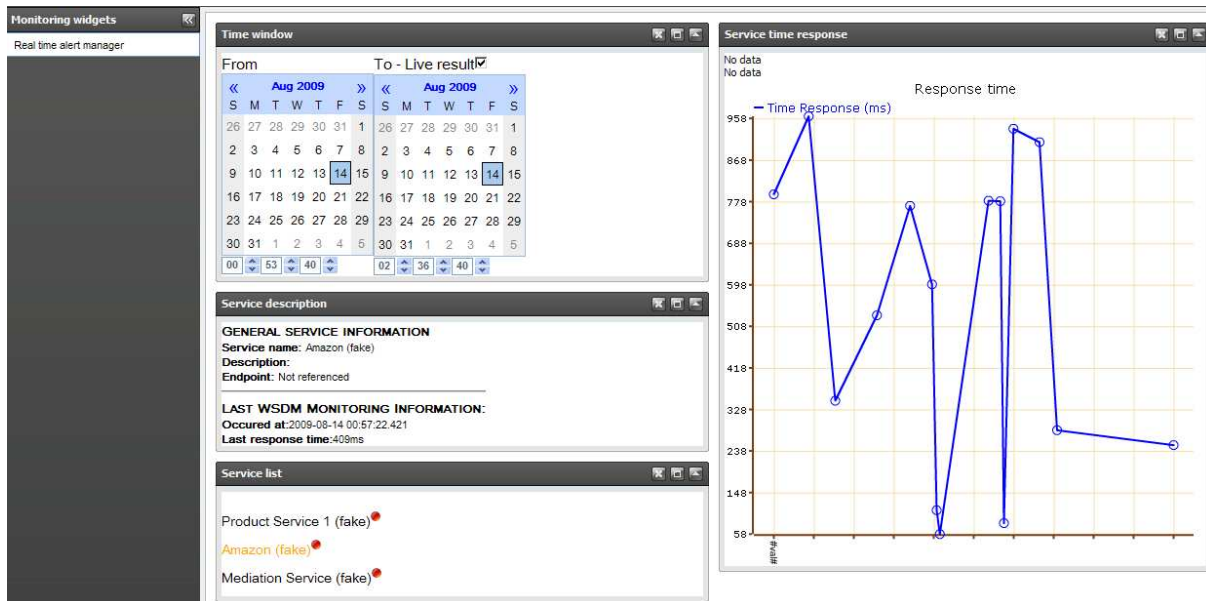 Monitoring widgets
Real time alert manager
Time window
From To - Live result
« Aug 2009 » « Aug 2009 »
S M T W T F S S M T W T F S
26 27 28 29 30 31 1 26 27 28 29 30 31 1
2 3 4 5 6 7 8 2 3 4 5 6 7 8
9 10 11 12 13 14 15 9 10 11 12 13 14 15
16 17 18 19 20 21 22 16 17 18 19 20 21 22
23 24 25 26 27 28 29 23 24 25 26 27 28 29
30 31 1 2 3 4 5 30 31 1 2 3 4 5
00 53 40 02 36 40
Service description
GENERAL SERVICE INFORMATION
Service name: Amazon (fake)
Description:
Endpoint: Not referenced
LAST WSDM MONITORING INFORMATION:
Occured at:2009-08-14 00:57:22.421
Last response time:409ms
Service list
Product Service 1 (fake)
Amazon (fake)
Mediation Service (fake)
Service time response
No data
No data
Response time
Time Response (ms)
958
868
778
688
598
508
418
328
238
148
58
#val#